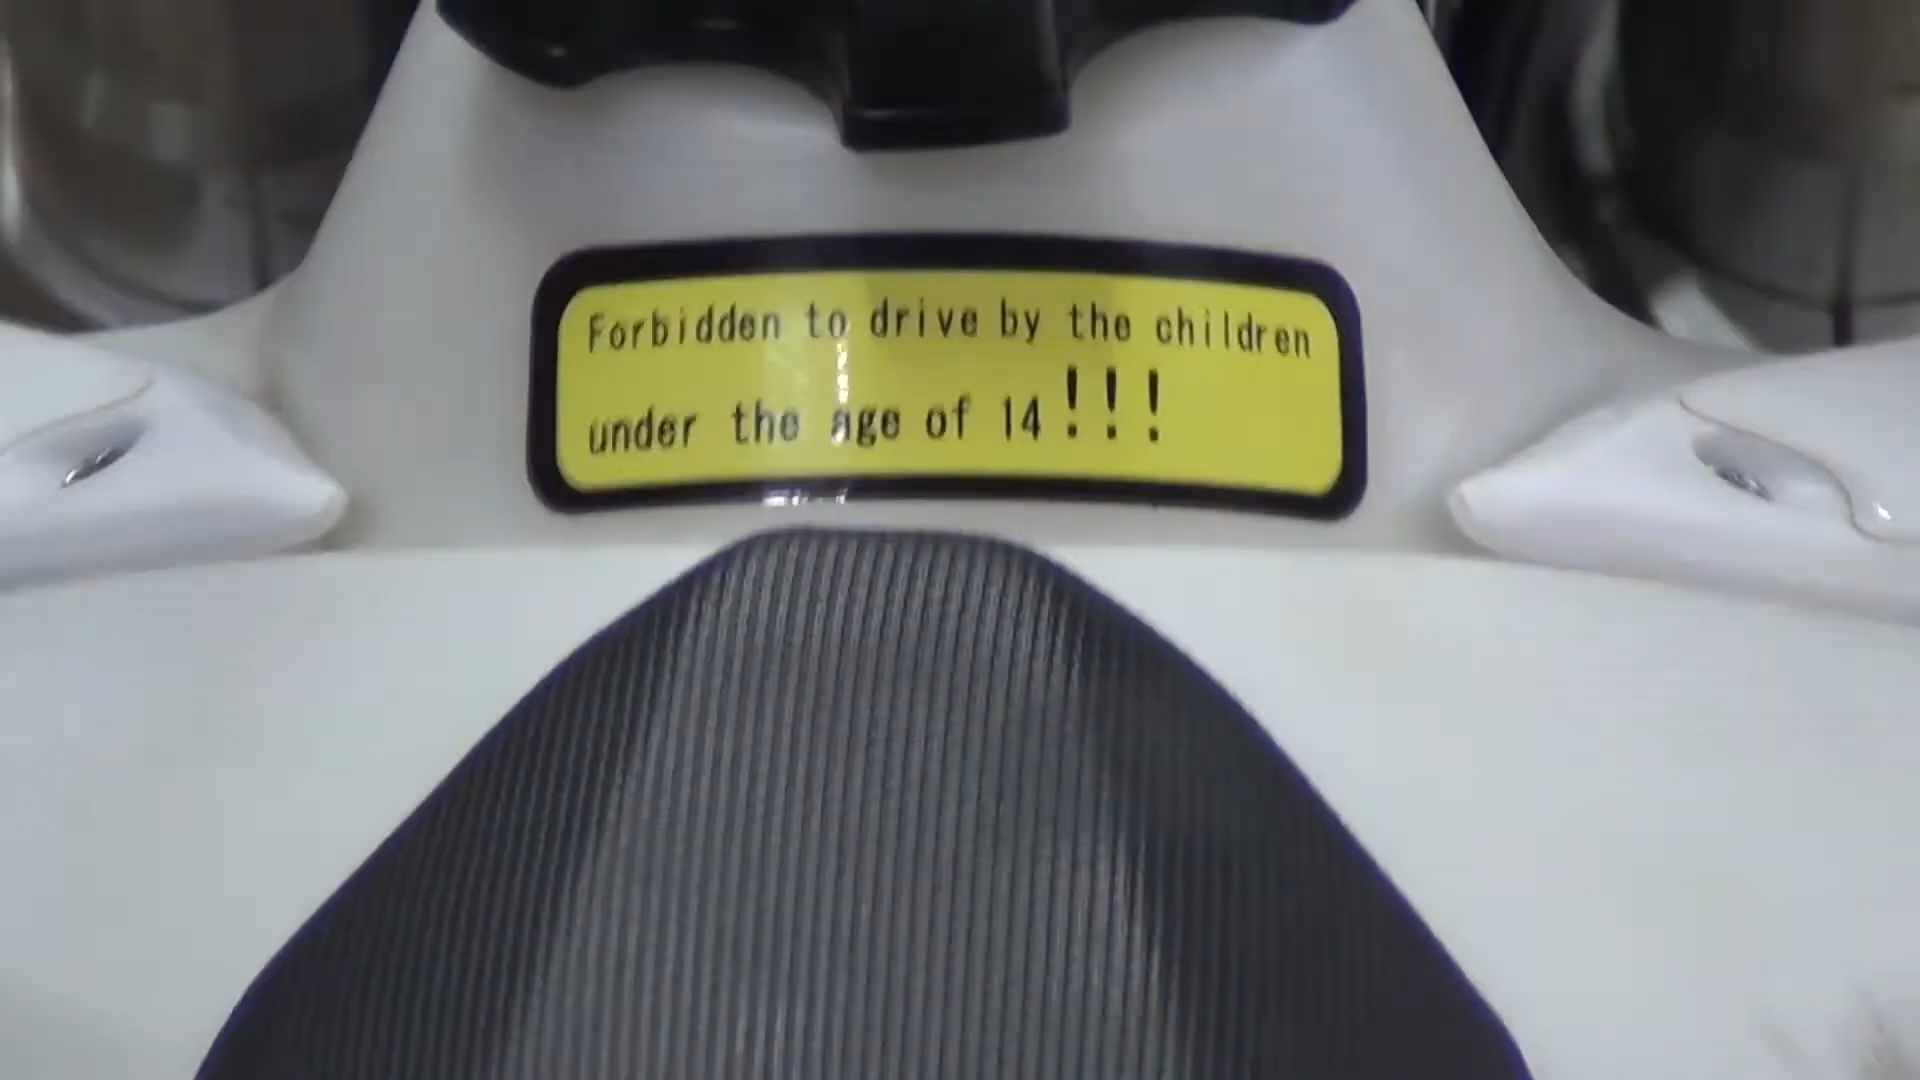 Forbidden to drive by the children
under the age of 14!!!